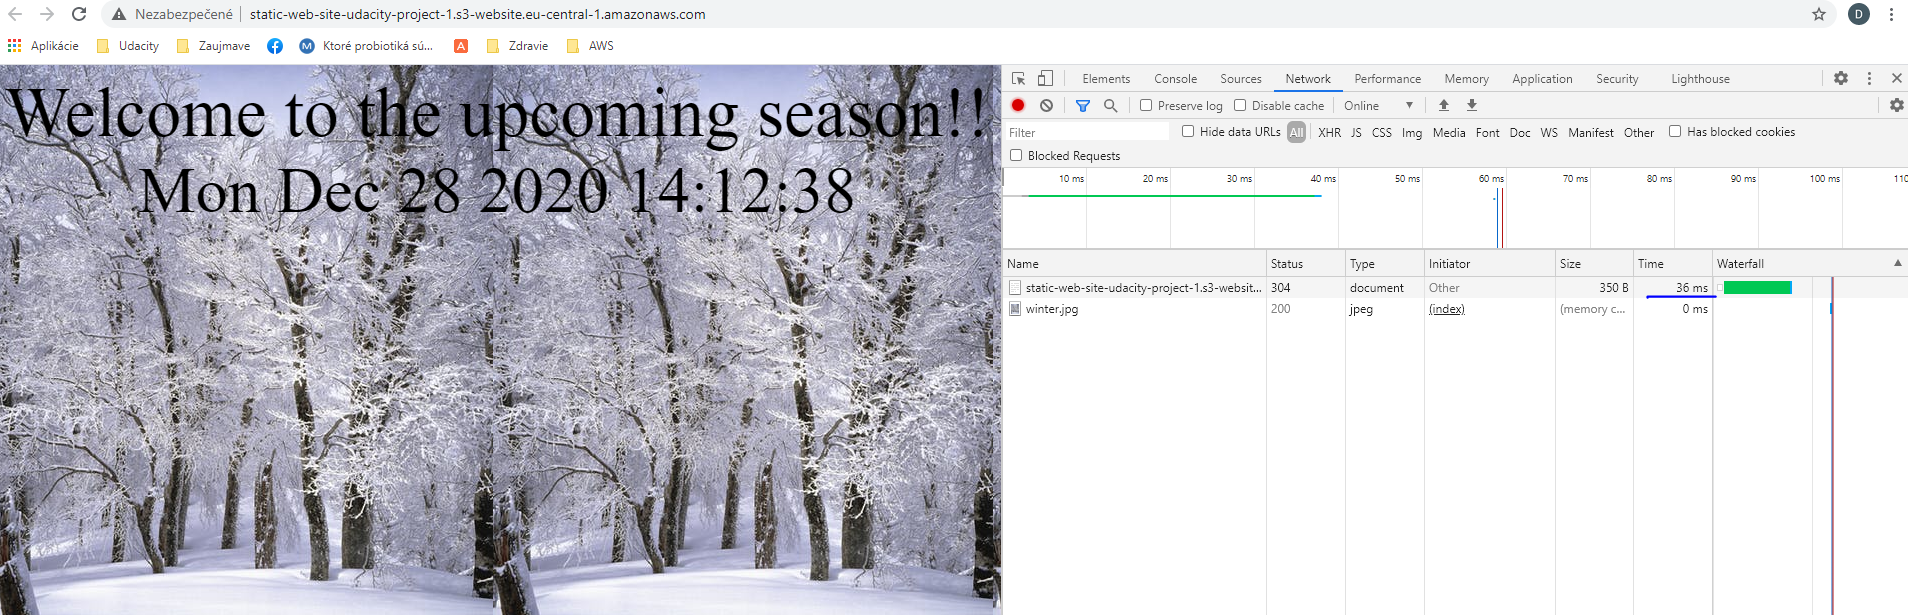 Nezabezpečené static-web-site-udacity-project-1.s3-website.eu-central-1.amazonaws.com D
Aplikácie Udacity Zaujmave M Ktoré probiotiká sú... A Zdravie AWS
Welcome to the upcoming season!!
Mon Dec 28 2020 14:12:38
Elements Console Sources Network Performance Memory Application Security Lighthouse
Preserve log Disable cache Online
Filter Hide data URLs All XHR JS CSS Img Media Font Doc WS Manifest Other Has blocked cookies
Blocked Requests
10 ms 20 ms 30 ms 40 ms 50 ms 60 ms 70 ms 80 ms 90 ms 100 ms 110
Name Status Type Initiator Size Time Waterfall
static-web-site-udacity-project-1.s3-websit... 304 document Other 350 B 36 ms
winter.jpg 200 jpeg (index) (memory c... 0 ms